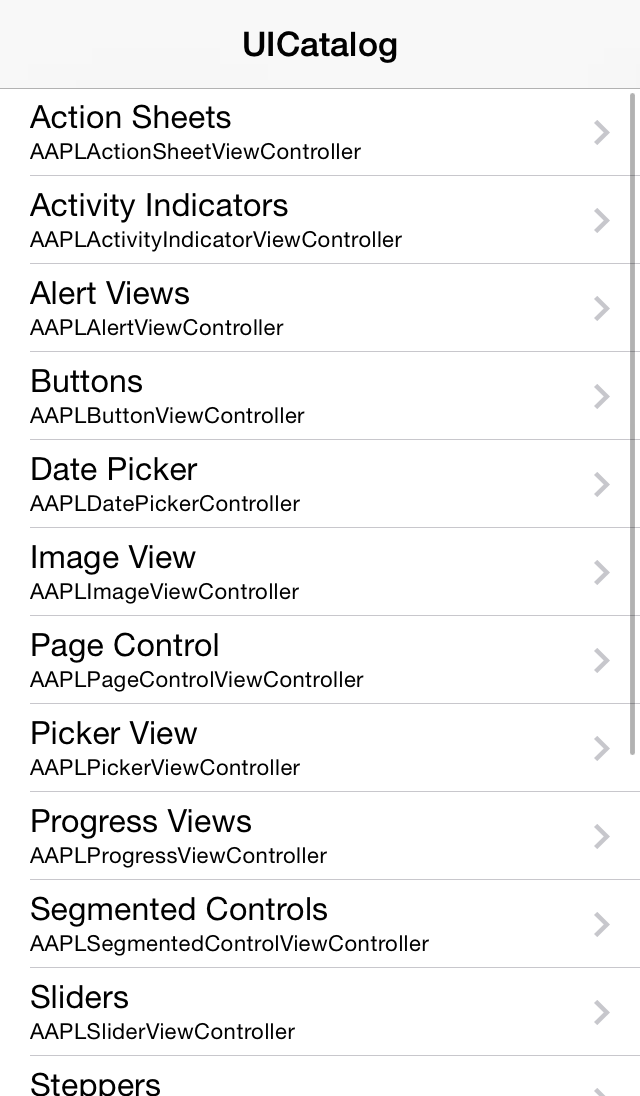 UICatalog
Action Sheets
AAPLActionSheetViewController
Activity Indicators
AAPLActivityIndicatorViewController
Alert Views
AAPLAlertViewController
Buttons
AAPLButtonViewController
Date Picker
AAPLDatePickerController
Image View
AAPLImageViewController
Page Control
AAPLPageControlViewController
Picker View
AAPLPickerViewController
Progress Views
AAPLProgressViewController
Segmented Controls
AAPLSegmentedControlViewController
Sliders
AAPLSliderViewController
Steppers